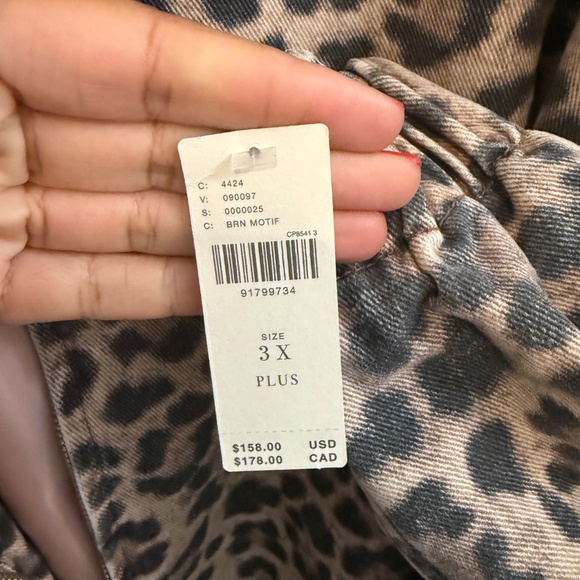 C: 4424
V: 090097
S: 0000025
C: BRN MOTIF
CP8541 3
91799734
SIZE
3 X
PLUS
$158.00 USD
$178.00 CAD